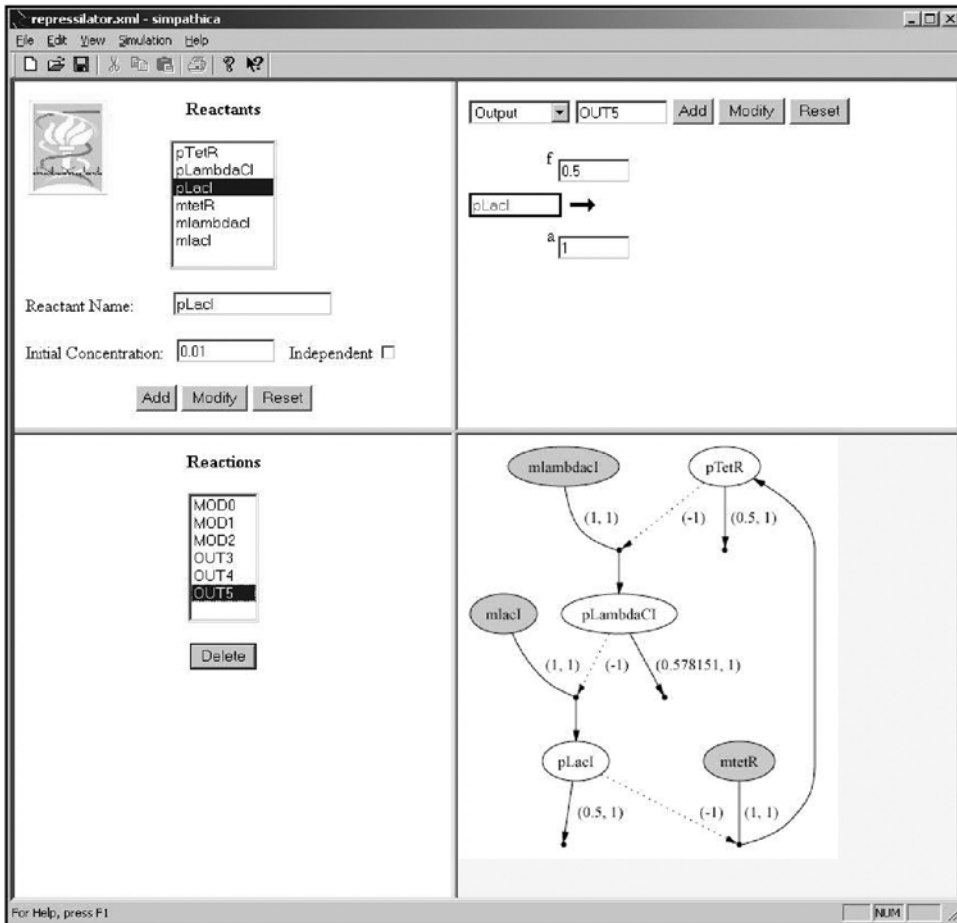 repressilator.xml - simpathica
File Edit View Simulation Help
Reactants
pTetR
pLambdaCI
pLacI
mtetR
mlambdacI
mlacI
Reactant Name: pLacI
Initial Concentration: 0.01 Independent
Add Modify Reset
Output OUT5 Add Modify Reset
f 0.5
pLacI
a 1
Reactions
MOD0
MOD1
MOD2
OUT3
OUT4
OUT5
Delete
mlambdacI pTetR
(1, 1) (-1) (0.5, 1)
mlacI pLambdaCI
(1, 1) (-1) (0.578151, 1)
pLacI mtetR
(0.5, 1) (-1) (1, 1)
For Help, press F1 NUM